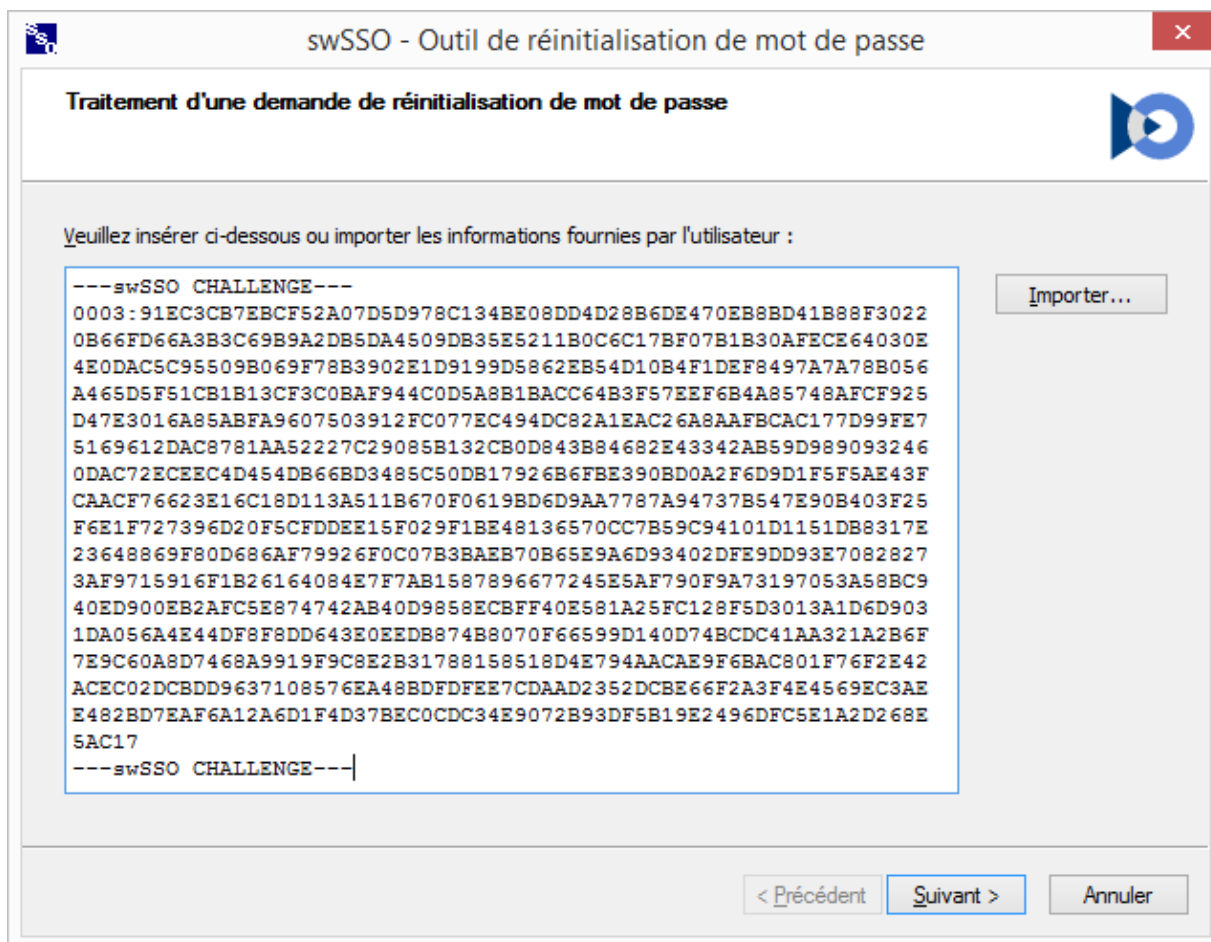 swSSO - Outil de réinitialisation de mot de passe
Traitement d'une demande de réinitialisation de mot de passe
Veuillez insérer ci-dessous ou importer les informations fournies par l'utilisateur :
---swSSO CHALLENGE---
0003:91EC3CB7EBCF52A07D5D978C134BE08DD4D28B6DE470EB8BD41B88F3022
0B66FD66A3B3C69B9A2DB5DA4509DB35E5211B0C6C17BF07B1B30AFECE64030E
4E0DAC5C95509B069F78B3902E1D9199D5862EB54D10B4F1DEF8497A7A78B056
A465D5F51CB1B13CF3C0BAF944C0D5A8B1BACC64B3F57EEF6B4A85748AFCF925
D47E3016A85ABFA9607503912FC077EC494DC82A1EAC26A8AAFBCAC177D99FE7
5169612DAC8781AA52227C29085B132CB0D843B84682E43342AB59D989093246
0DAC72ECEEC4D454DB66BD3485C50DB17926B6FBE390BD0A2F6D9D1F5F5AE43F
CAACF76623E16C18D113A511B670F0619BD6D9AA7787A94737B547E90B403F25
F6E1F727396D20F5CFDDEE15F029F1BE48136570CC7B59C94101D1151DB8317E
23648869F80D686AF79926F0C07B3BAEB70B65E9A6D93402DFE9DD93E7082827
3AF9715916F1B26164084E7F7AB1587896677245E5AF790F9A73197053A58BC9
40ED900EB2AFC5E874742AB40D9858ECBFF40E581A25FC128F5D3013A1D6D903
1DA056A4E44DF8F8DD643E0EEDB874B8070F66599D140D74BCDC41AA321A2B6F
7E9C60A8D7468A9919F9C8E2B31788158518D4E794AACAE9F6BAC801F76F2E42
ACEC02DCBDD9637108576EA48BDFDFEE7CDAAD2352DCBE66F2A3F4E4569EC3AE
E482BD7EAF6A12A6D1F4D37BEC0CDC34E9072B93DF5B19E2496DFC5E1A2D268E
5AC17
---swSSO CHALLENGE---
Importer...
< Précédent
Suivant >
Annuler